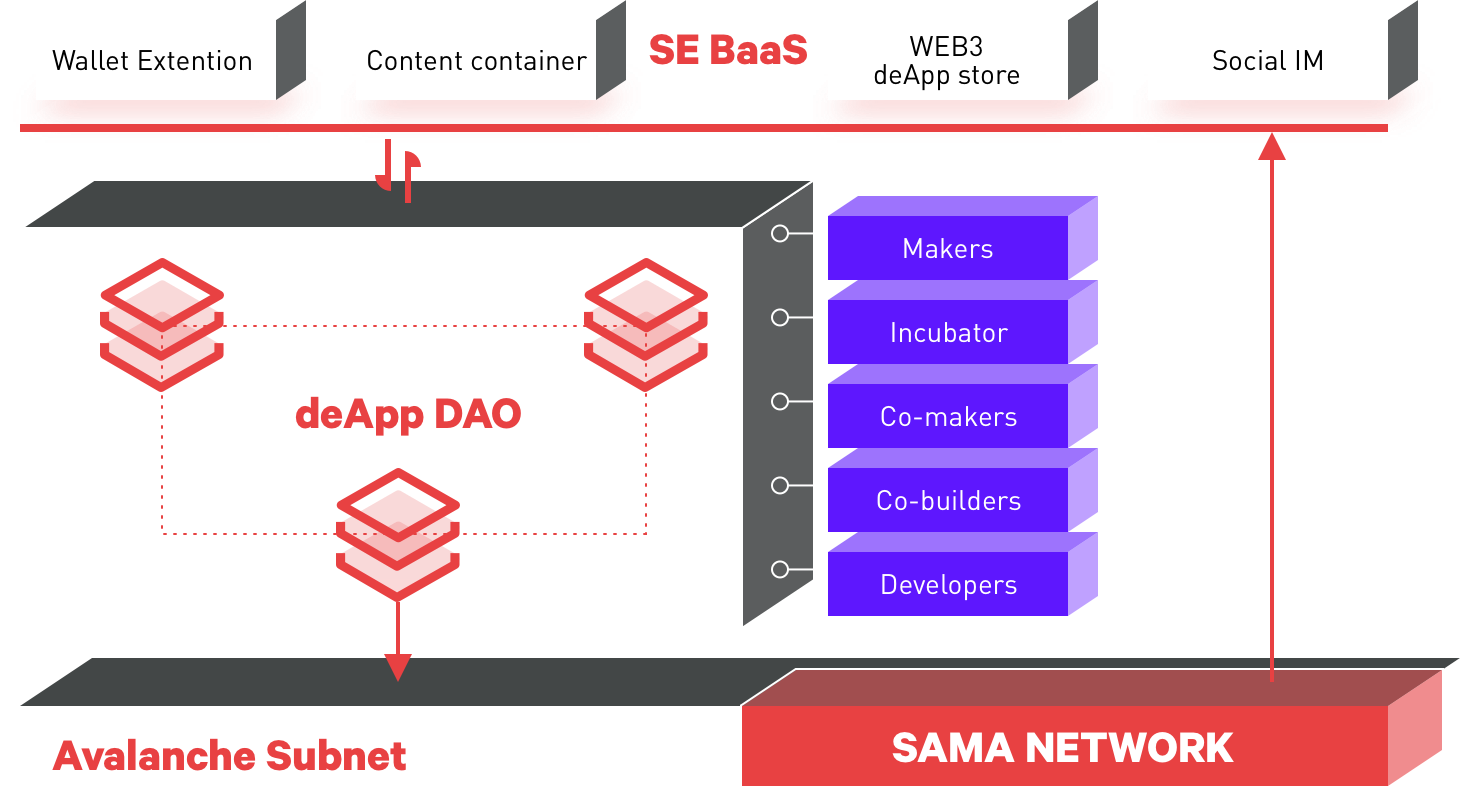 Wallet Extention
Content container
SE BaaS
WEB3
deApp store
Social IM
Makers
Incubator
deApp DAO
Co-makers
Co-builders
Developers
Avalanche Subnet
SAMA NETWORK